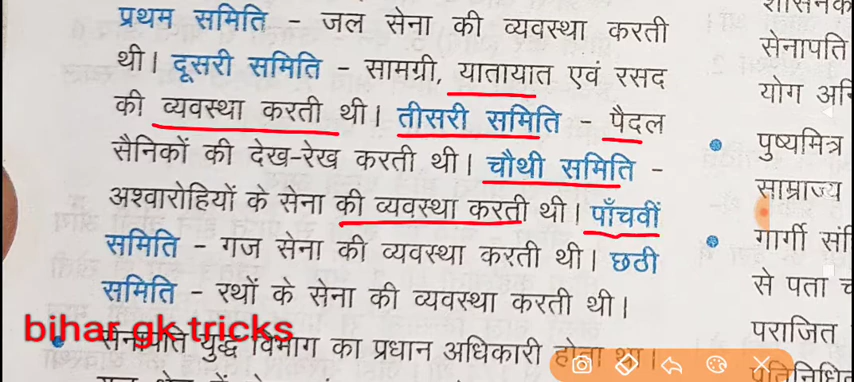 प्रथम समिति - जल सेना की व्यवस्था करती
थी। दूसरी समिति - सामग्री, यातायात एवं रसद
की व्यवस्था करती थी। तीसरी समिति - पैदल
सैनिकों की देख-रेख करती थी। चौथी समिति -
अश्वारोहियों के सेना की व्यवस्था करती थी। पाँचवीं
समिति - गज सेना की व्यवस्था करती थी। छठी
समिति - रथों के सेना की व्यवस्था करती थी।
bihar gk tricks
सेनापति युद्ध विभाग का प्रधान अधिकारी होता था।
सेनापति
योग
पुष्यमित्र
साम्राज्य
गार्गी
से पता
पराजित